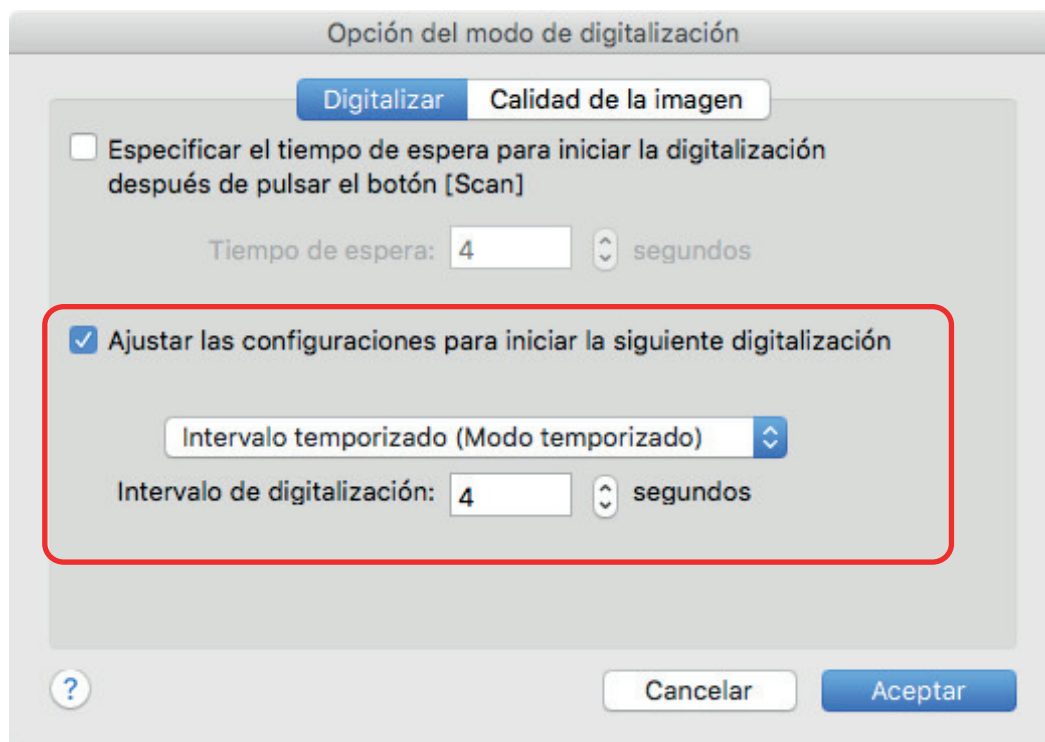 Opción del modo de digitalización
Digitalizar Calidad de la imagen
Especificar el tiempo de espera para iniciar la digitalización
después de pulsar el botón [Scan]
Tiempo de espera: 4 segundos
Ajustar las configuraciones para iniciar la siguiente digitalización
Intervalo temporizado (Modo temporizado)
Intervalo de digitalización: 4 segundos
? Cancelar Aceptar